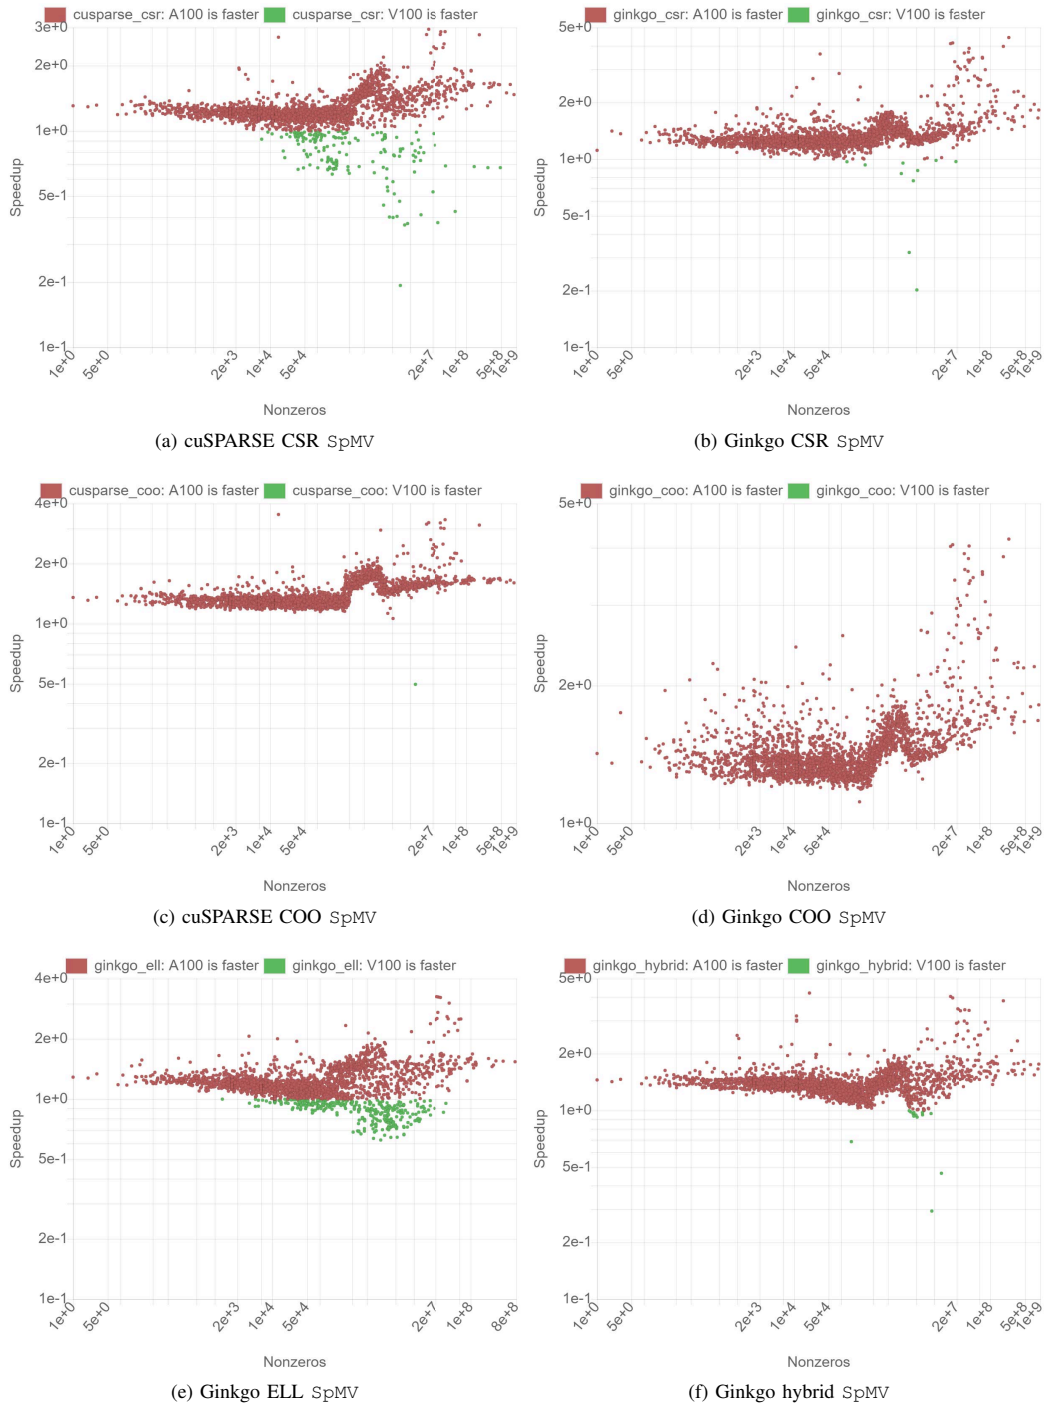 cusparse_csr: A100 is faster cusparse_csr: V100 is faster
3e+0
2e+0
1e+0
5e-1
2e-1
1e-1
Speedup
1e+0 5e+0 2e+3 1e+4 5e+4 2e+7 1e+8 5e+8 1e+9
Nonzeros
(a) cuSPARSE CSR SpMV
ginkgo_csr: A100 is faster ginkgo_csr: V100 is faster
5e+0
2e+0
1e+0
5e-1
2e-1
1e-1
Speedup
1e+0 5e+0 2e+3 1e+4 5e+4 2e+7 1e+8 5e+8 1e+9
Nonzeros
(b) Ginkgo CSR SpMV
cusparse_coo: A100 is faster cusparse_coo: V100 is faster
4e+0
2e+0
1e+0
5e-1
2e-1
1e-1
Speedup
1e+0 5e+0 2e+3 1e+4 5e+4 2e+7 1e+8 5e+8 1e+9
Nonzeros
(c) cuSPARSE COO SpMV
ginkgo_coo: A100 is faster ginkgo_coo: V100 is faster
5e+0
2e+0
1e+0
Speedup
1e+0 5e+0 2e+3 1e+4 5e+4 2e+7 1e+8 5e+8 1e+9
Nonzeros
(d) Ginkgo COO SpMV
ginkgo_ell: A100 is faster ginkgo_ell: V100 is faster
4e+0
2e+0
1e+0
5e-1
2e-1
1e-1
Speedup
1e+0 5e+0 2e+3 1e+4 5e+4 2e+7 1e+8 8e+8
Nonzeros
(e) Ginkgo ELL SpMV
ginkgo_hybrid: A100 is faster ginkgo_hybrid: V100 is faster
5e+0
2e+0
1e+0
5e-1
2e-1
1e-1
Speedup
1e+0 5e+0 2e+3 1e+4 5e+4 2e+7 1e+8 5e+8 1e+9
Nonzeros
(f) Ginkgo hybrid SpMV